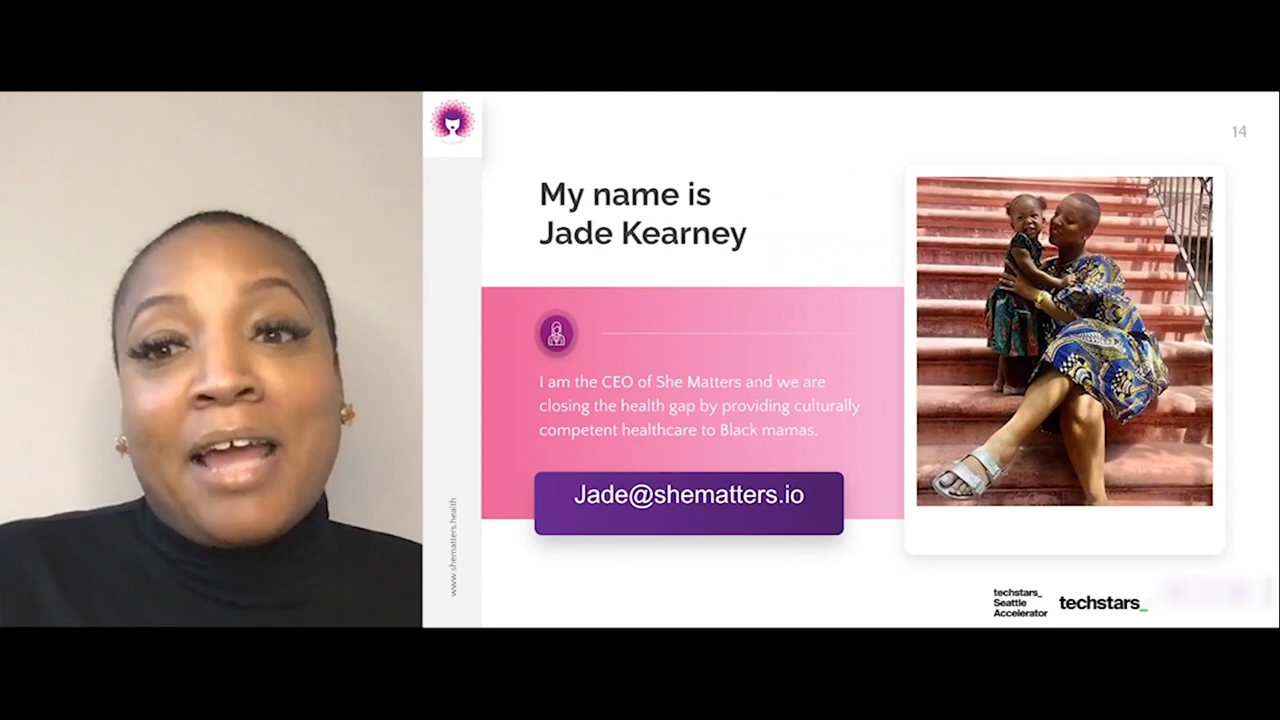 14
My name is
Jade Kearney
I am the CEO of She Matters and we are
closing the health gap by providing culturally
competent healthcare to Black mamas.
Jade@shematters.io
www.shematters.health
techstars_
Seattle
Accelerator
techstars_